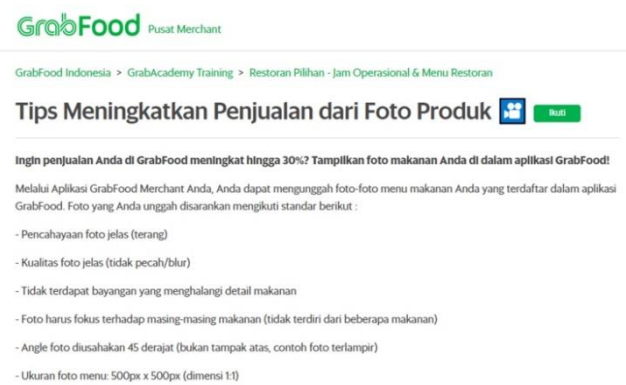 GrabFood Pusat Merchant
GrabFood Indonesia > GrabAcademy Training > Restoran Pilihan - Jam Operasional & Menu Restoran
Tips Meningkatkan Penjualan dari Foto Produk Ikuti
Ingin penjualan Anda di GrabFood meningkat hingga 30%? Tampilkan foto makanan Anda di dalam aplikasi GrabFood!
Melalui Aplikasi GrabFood Merchant Anda, Anda dapat mengunggah foto-foto menu makanan Anda yang terdaftar dalam aplikasi
GrabFood. Foto yang Anda unggah disarankan mengikuti standar berikut :
- Pencahayaan foto jelas (terang)
- Kualitas foto jelas (tidak pecah/blur)
- Tidak terdapat bayangan yang menghalangi detail makanan
- Foto harus fokus terhadap masing-masing makanan (tidak terdiri dari beberapa makanan)
- Angle foto diusahakan 45 derajat (bukan tampak atas, contoh foto terlampir)
- Ukuran foto menu: 500px x 500px (dimensi 1:1)